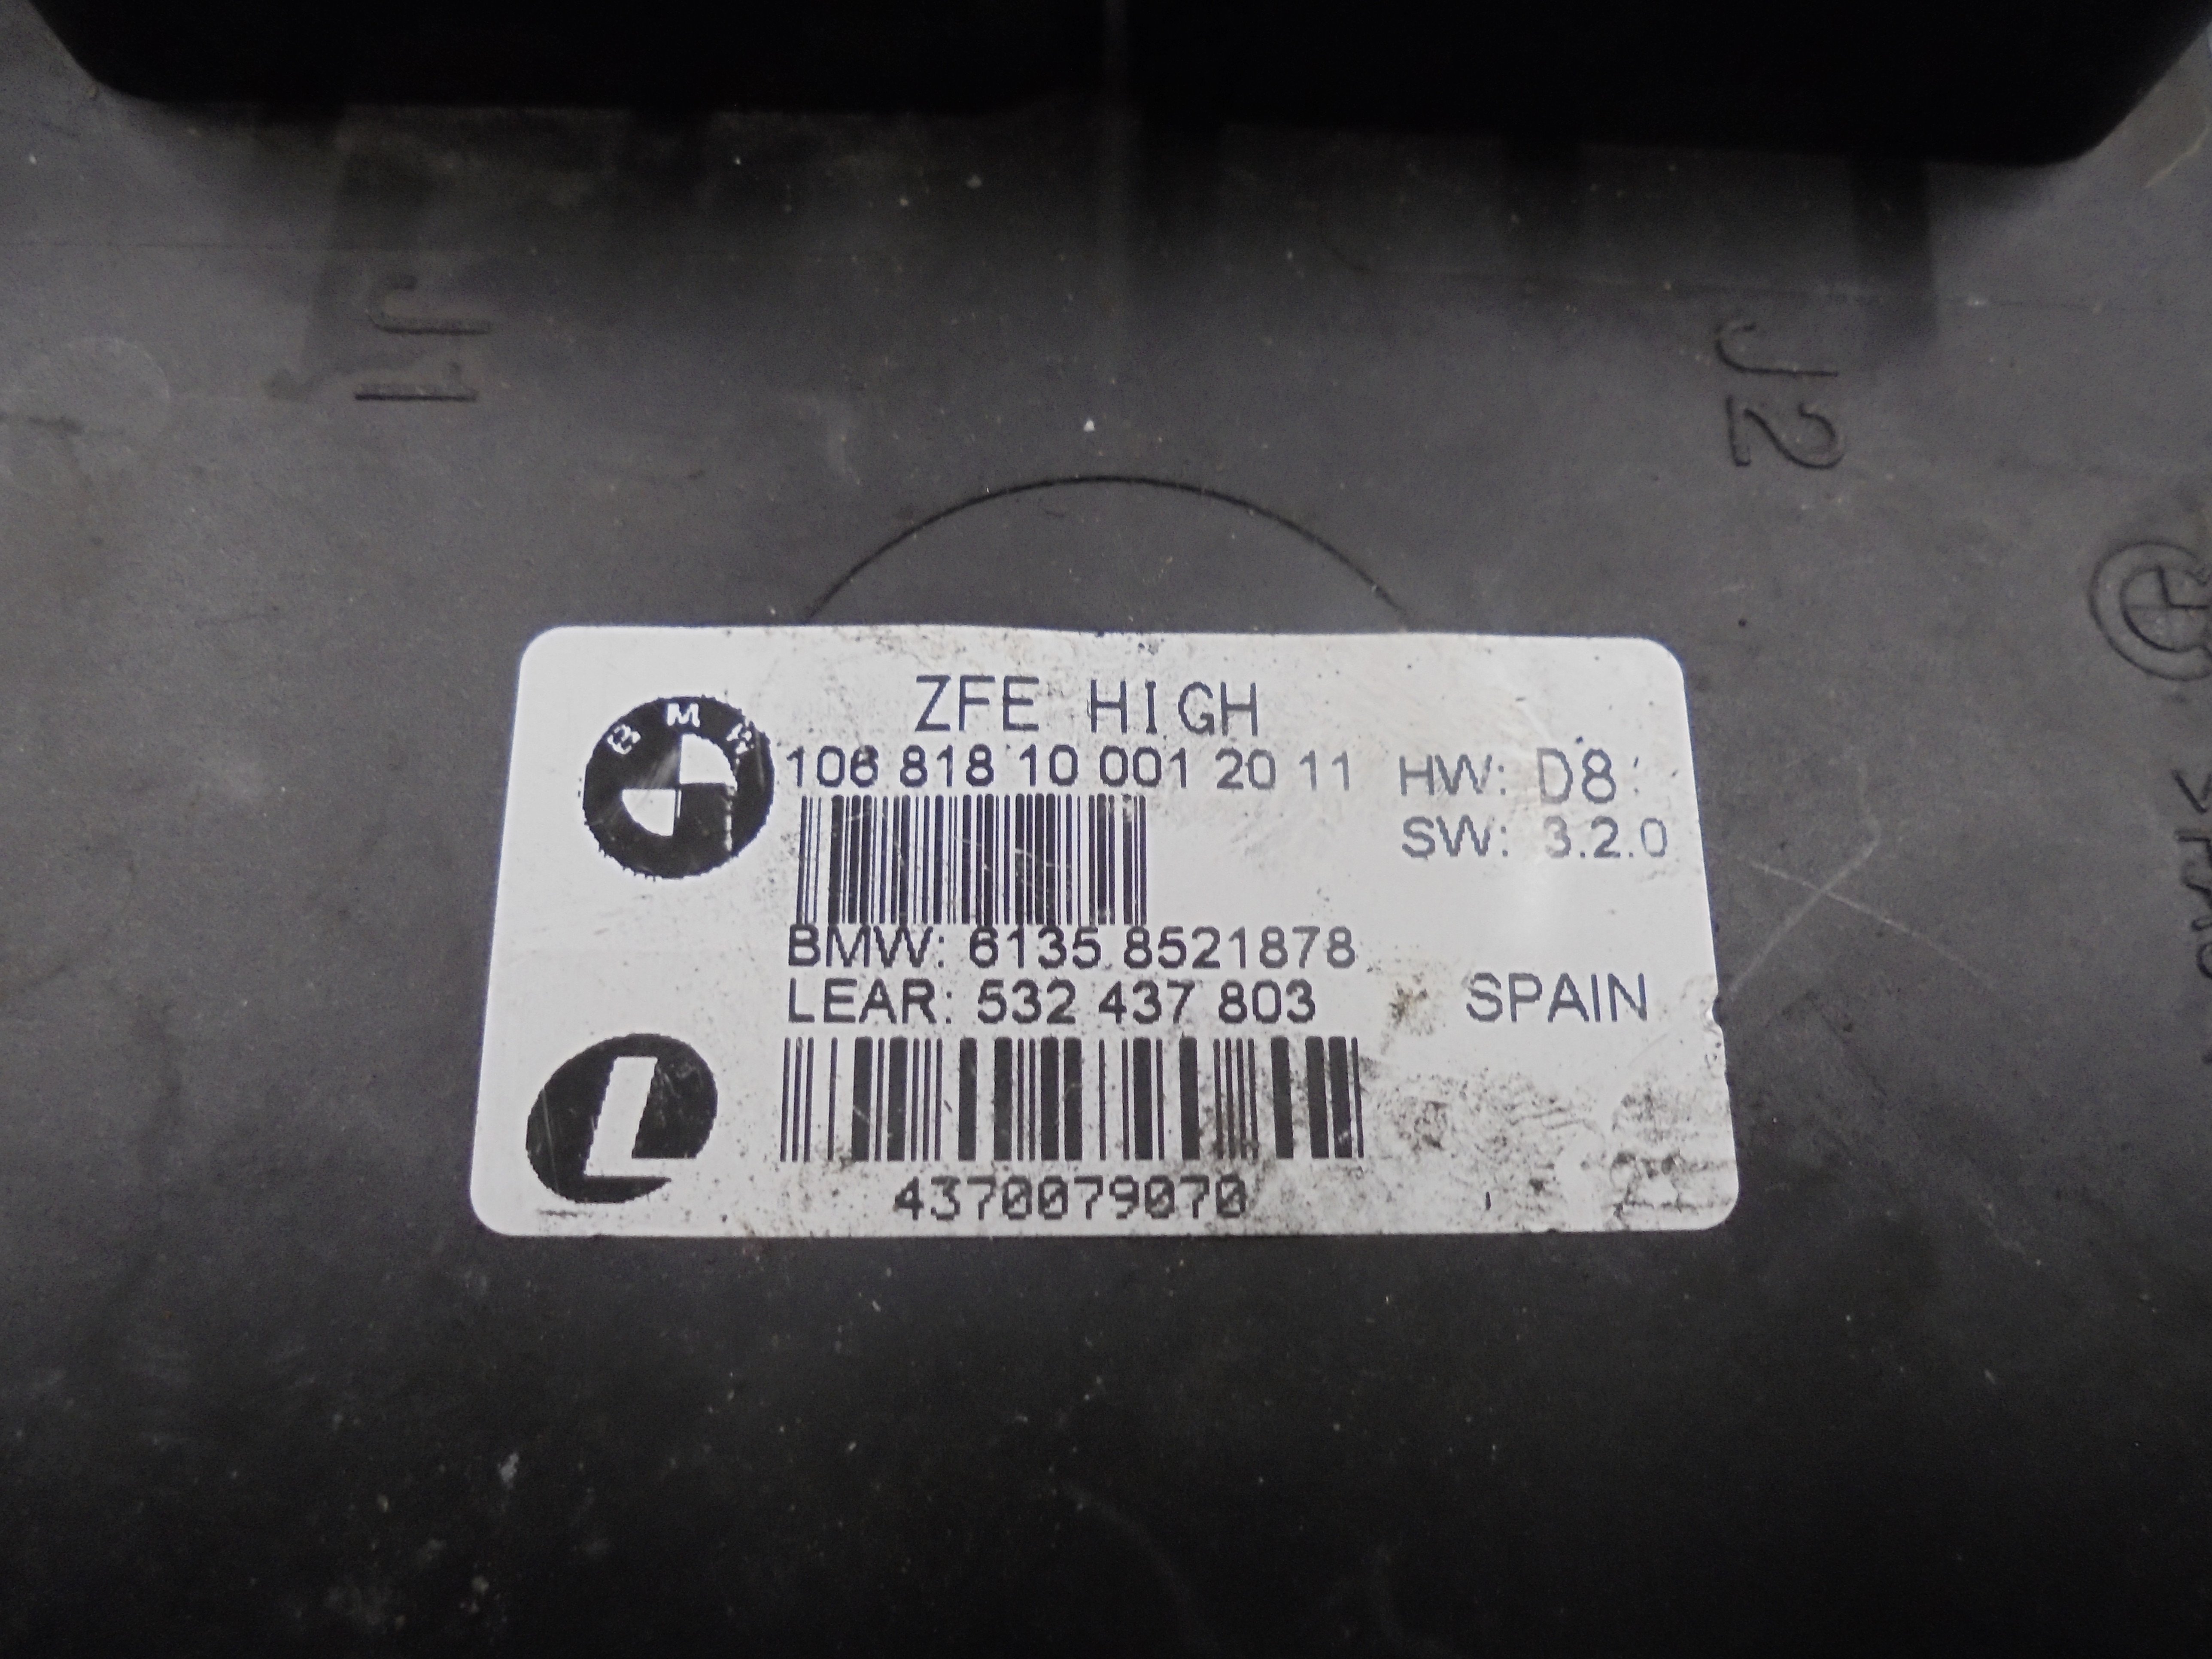 J1
J2
ZFE HIGH
BMW
106 818 10 001 20 11
HW: D8
SW: 3.2.0
BMW: 6135 8521878
LEAR: 532 437 803
SPAIN
L
4370079070